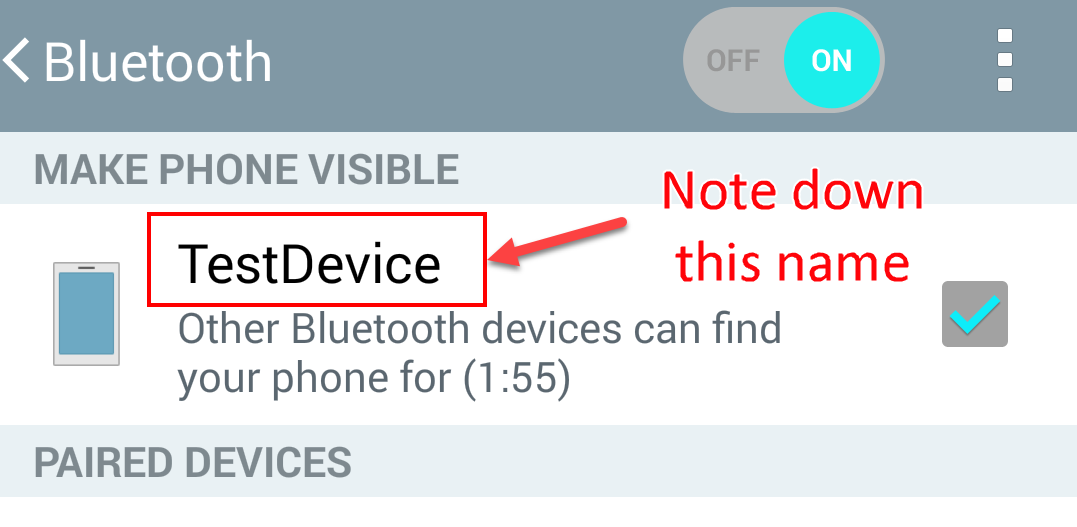 Bluetooth
OFF ON
MAKE PHONE VISIBLE
Note down
this name
TestDevice
Other Bluetooth devices can find
your phone for (1:55)
PAIRED DEVICES